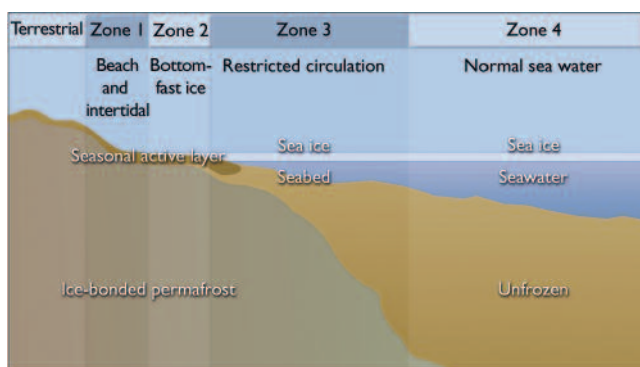 Terrestrial Zone 1 Zone 2 Zone 3 Zone 4
Beach and intertidal
Bottom-fast ice
Restricted circulation
Normal sea water
Seasonal active layer
Sea ice
Sea ice
Seabed
Seawater
Ice-bonded permafrost
Unfrozen